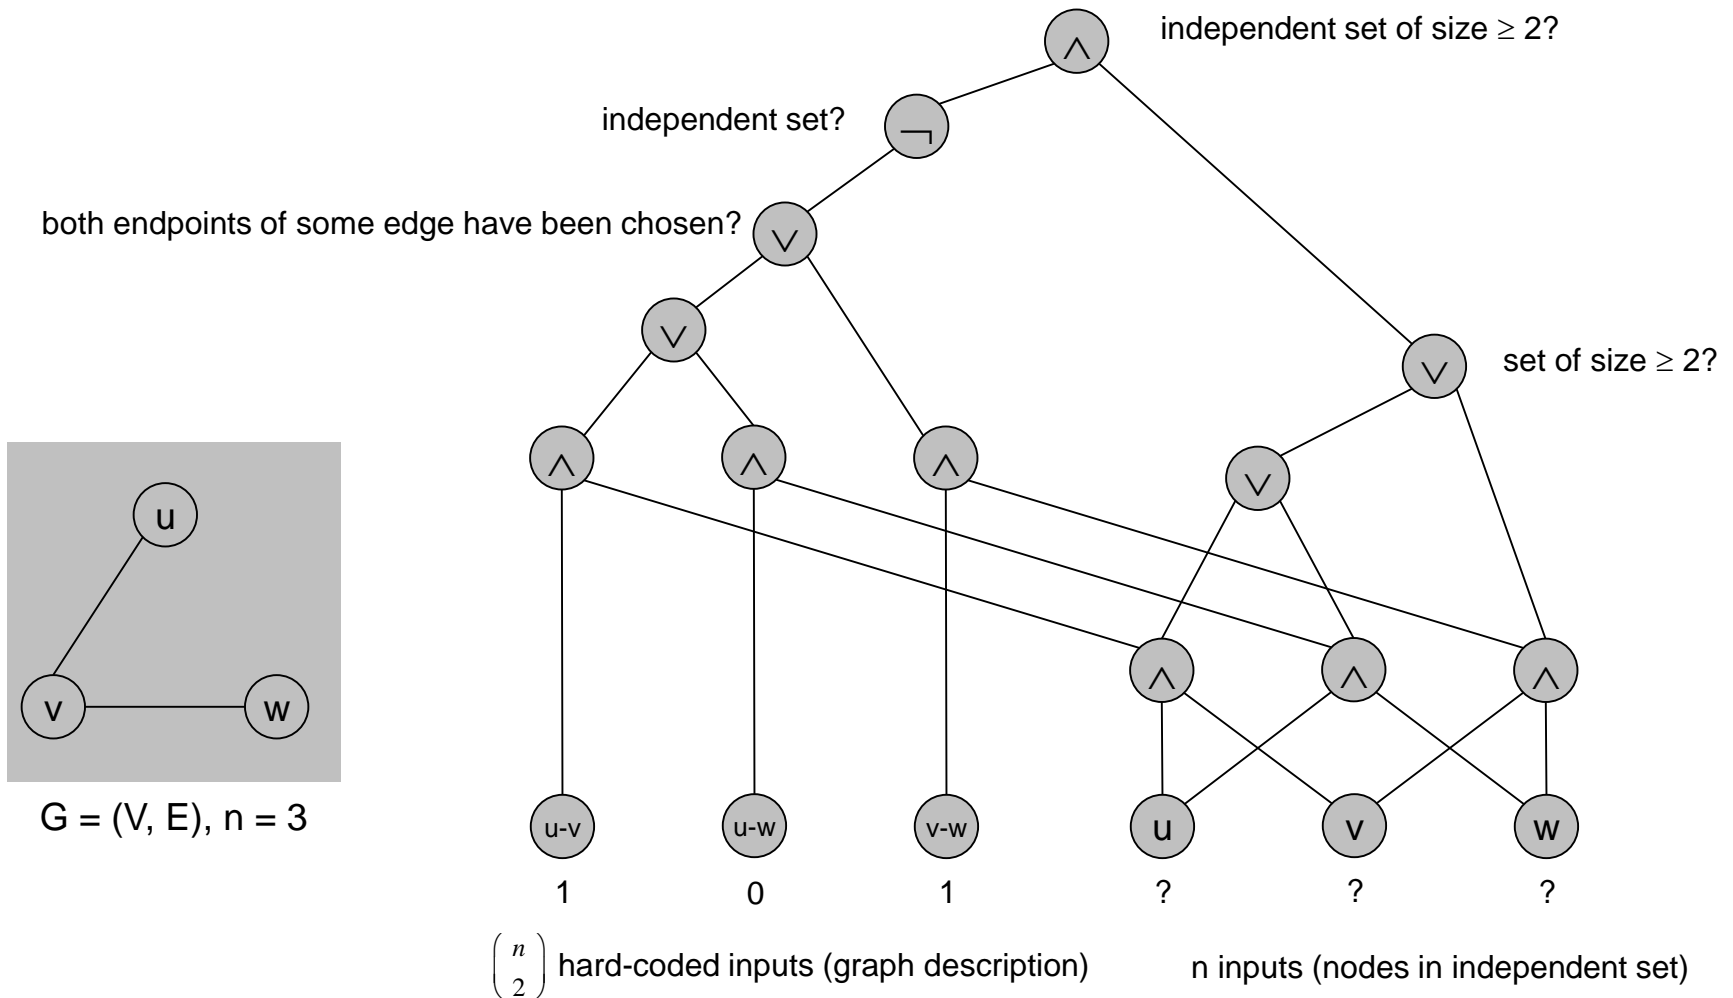 independent set of size ≥ 2?
∧
independent set?
¬
both endpoints of some edge have been chosen?
∨
∨
set of size ≥ 2?
∨
∧ ∧ ∧
∨
u
∧ ∧ ∧
v w
G = (V, E), n = 3
u-v u-w v-w u v w
1 0 1 ? ? ?
(n 2) hard-coded inputs (graph description)
n inputs (nodes in independent set)